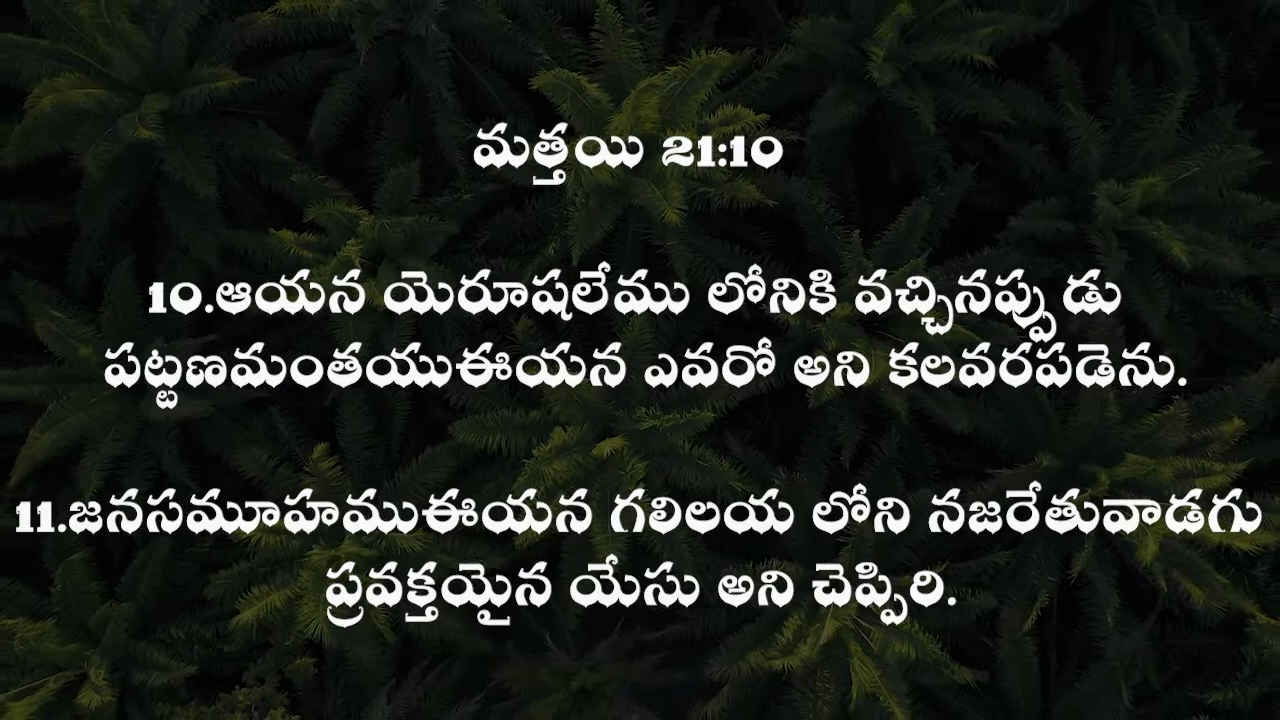 మత్తయి 21:10
10.ఆయన యెరూషలేము లోనికి వచ్చినప్పుడు
పట్టణమంతయుఈయన ఎవరో అని కలవరపడెను.
11.జనసమూహముఈయన గలిలయ లోని నజరేతువాడగు
ప్రవక్తయైన యేసు అని చెప్పిరి.